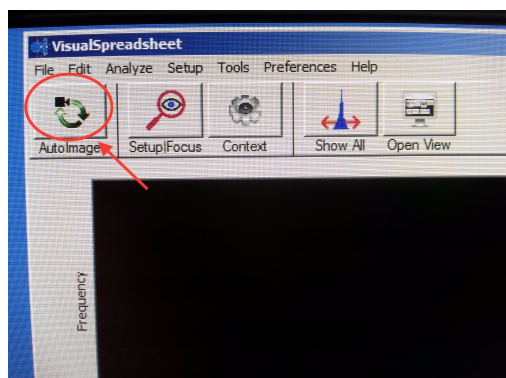 VisualSpreadsheet
File Edit Analyze Setup Tools Preferences Help
AutoImage Setup|Focus Context Show All Open View
Frequency